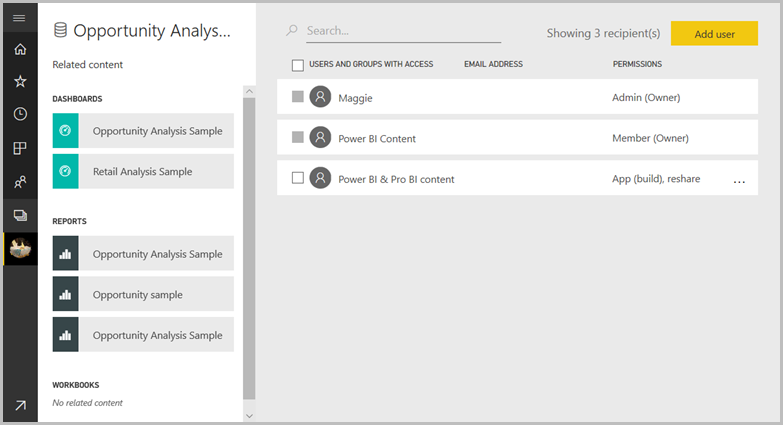 Opportunity Analys...
Related content
DASHBOARDS
Opportunity Analysis Sample
Retail Analysis Sample
REPORTS
Opportunity Analysis Sample
Opportunity sample
Opportunity Analysis Sample
WORKBOOKS
No related content
Search...
Showing 3 recipient(s)
Add user
USERS AND GROUPS WITH ACCESS EMAIL ADDRESS PERMISSIONS
Maggie Admin (Owner)
Power BI Content Member (Owner)
Power BI & Pro BI content App (build), reshare ...